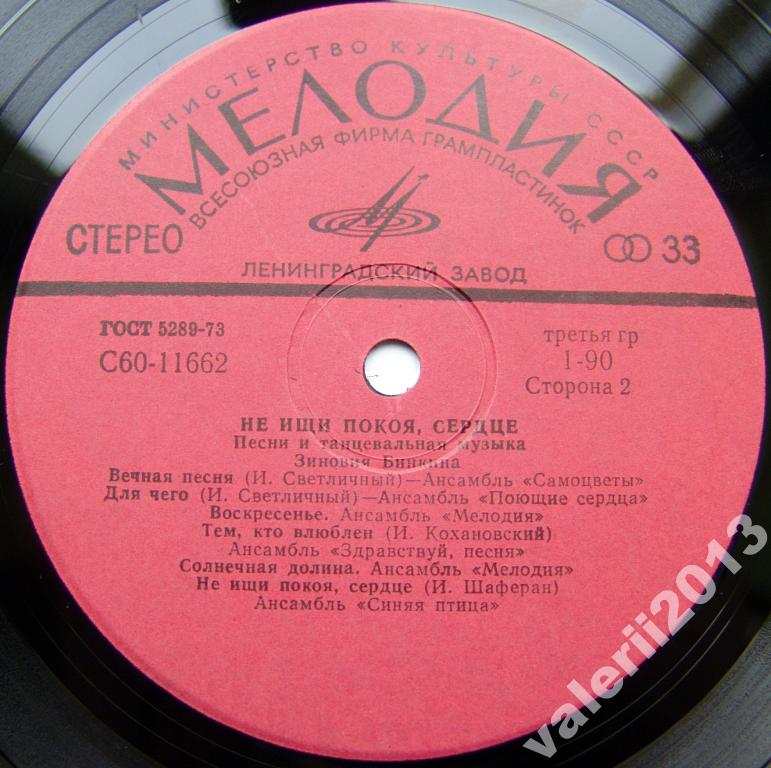 МИНИСТЕРСТВО КУЛЬТУРЫ СССР
МЕЛОДИЯ
ВСЕСОЮЗНАЯ ФИРМА ГРАМПЛАСТИНОК
СТЕРЕО
33
ЛЕНИНГРАДСКИЙ ЗАВОД
ГОСТ 5289-73
третья гр
С60-11662
1-90
Сторона 2
НЕ ИЩИ ПОКОЯ, СЕРДЦЕ
Песни и танцевальная музыка
Зиновия Бинкина
Вечная песня (И. Светличный)—Ансамбль «Самоцветы»
Для чего (И. Светличный)—Ансамбль «Поющие сердца»
Воскресенье. Ансамбль «Мелодия»
Тем, кто влюблен (И. Кохановский)
Ансамбль «Здравствуй, песня»
Солнечная долина. Ансамбль «Мелодия»
Не ищи покоя, сердце (И. Шаферан)
Ансамбль «Синяя птица»
valerii2013